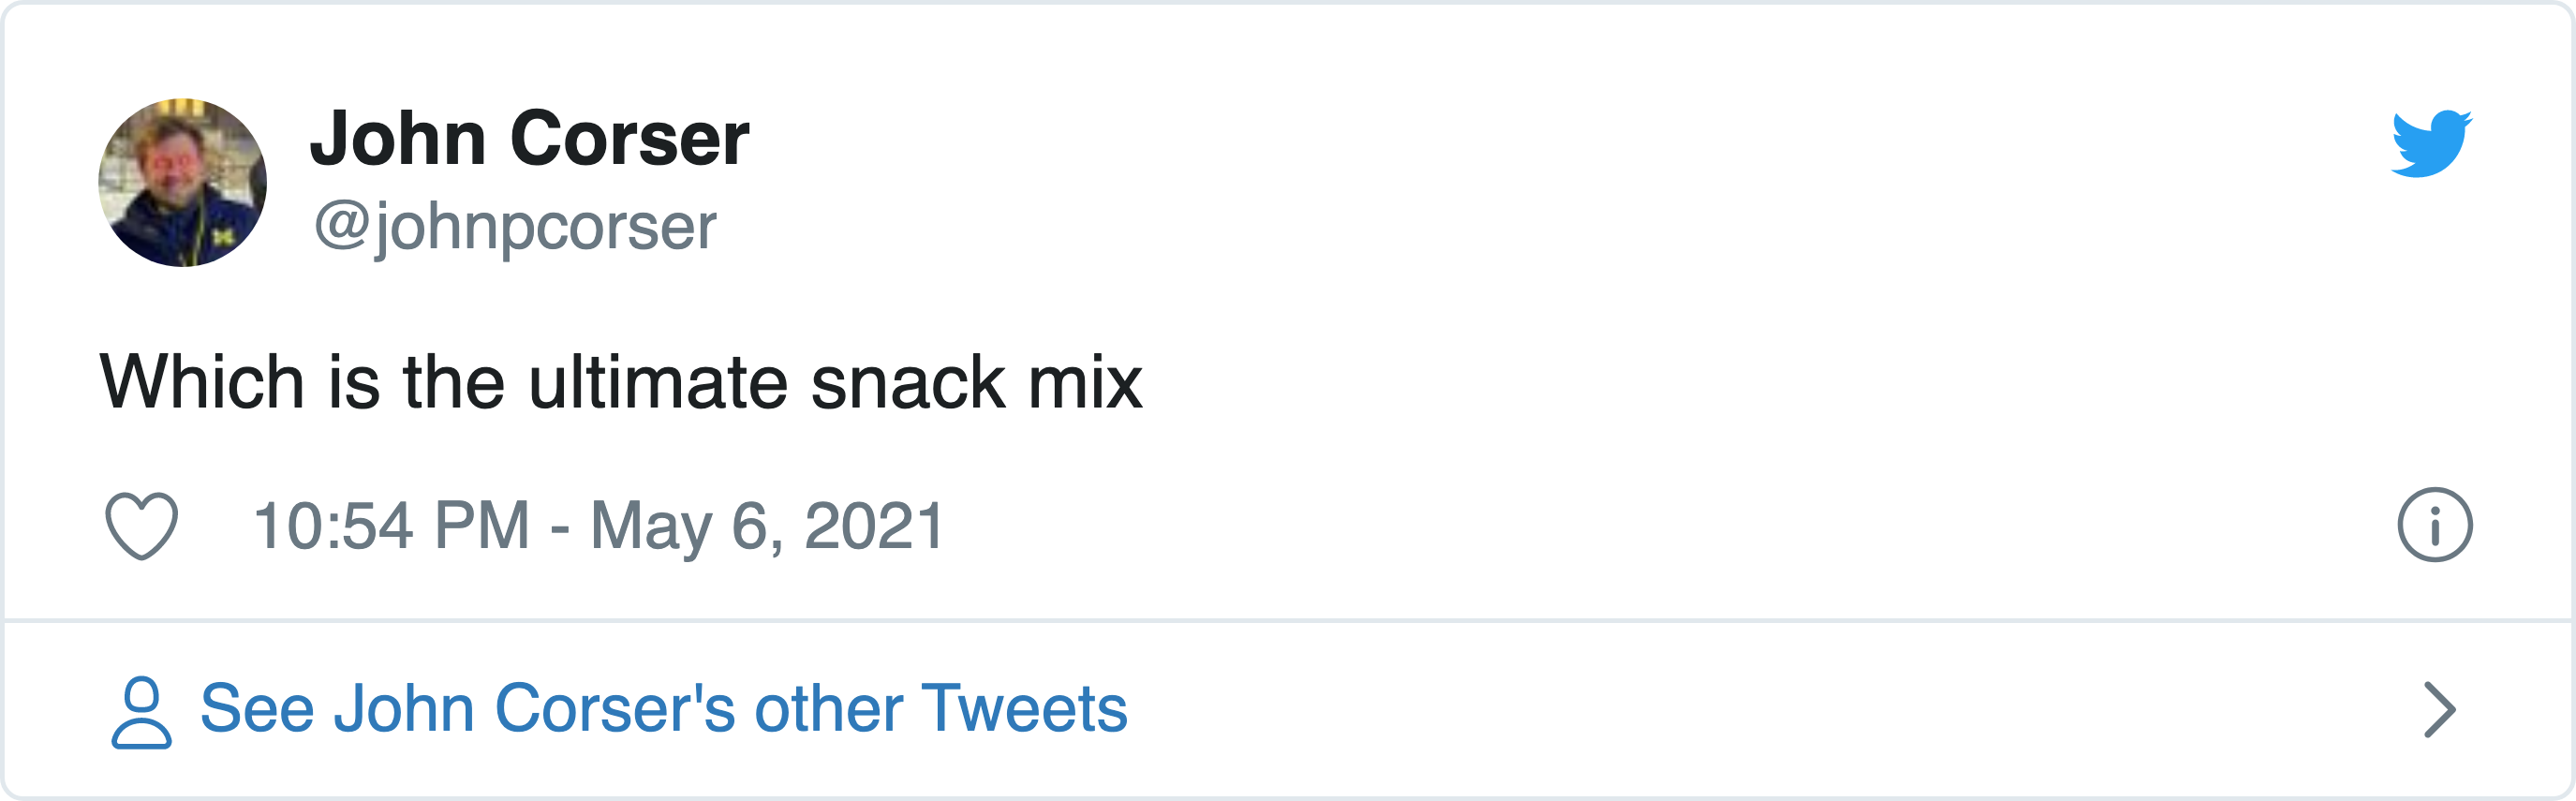 John Corser
@johnpcorser
Which is the ultimate snack mix
10:54 PM - May 6, 2021
See John Corser's other Tweets